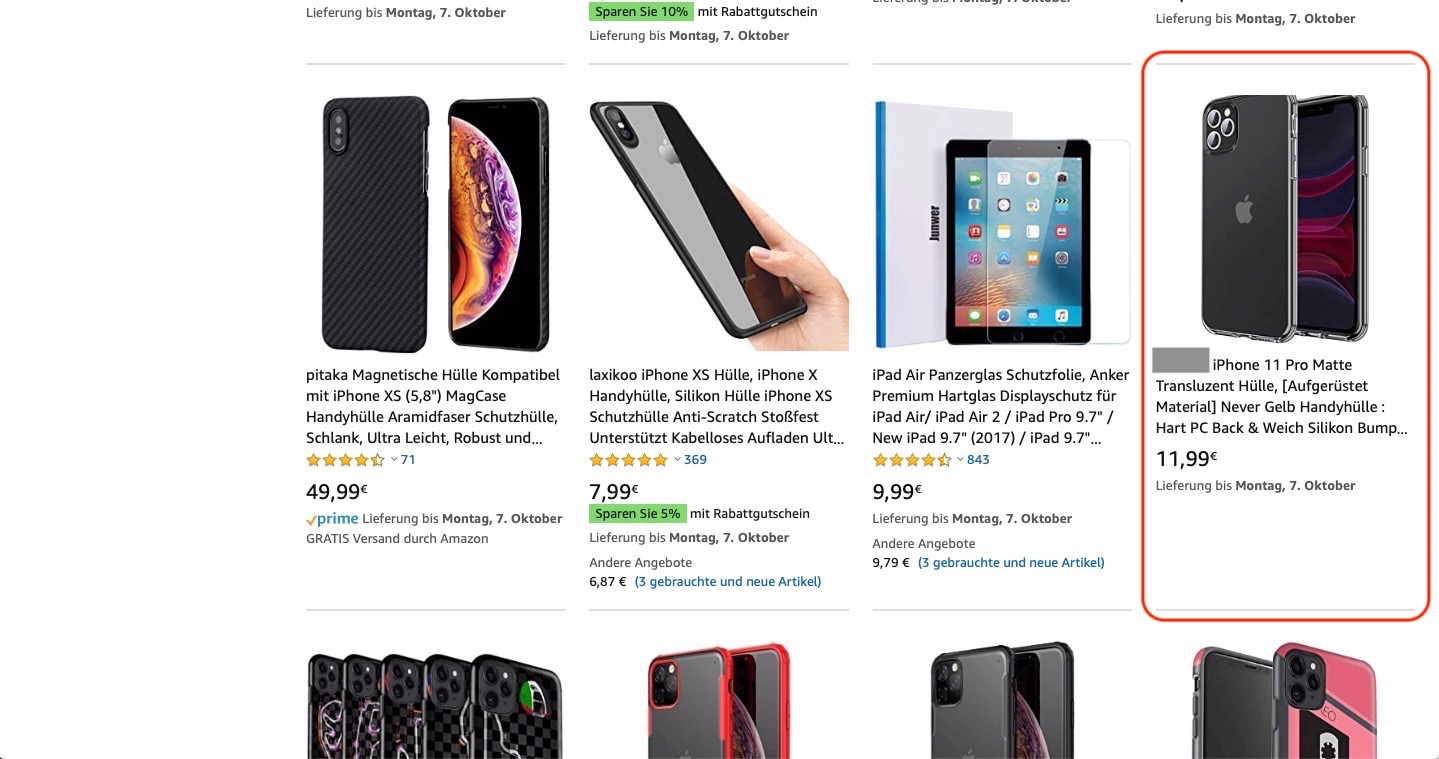 Lieferung bis Montag, 7. Oktober
Sparen Sie 10% mit Rabattgutschein
Lieferung bis Montag, 7. Oktober
Lieferung bis Montag, 7. Oktober
Lieferung bis Montag, 7. Oktober
pitaka Magnetische Hülle Kompatibel
mit iPhone XS (5,8") MagCase
Handyhülle Aramidfaser Schutzhülle,
Schlank, Ultra Leicht, Robust und...
71
49,99€
prime Lieferung bis Montag, 7. Oktober
GRATIS Versand durch Amazon
iPhone
laxikoo iPhone XS Hülle, iPhone X
Handyhülle, Silikon Hülle iPhone XS
Schutzhülle Anti-Scratch Stoßfest
Unterstützt Kabelloses Aufladen Ult...
369
7,99€
Sparen Sie 5% mit Rabattgutschein
Lieferung bis Montag, 7. Oktober
Andere Angebote
6,87 € (3 gebrauchte und neue Artikel)
Junwer
iPad Air Panzerglas Schutzfolie, Anker
Premium Hartglas Displayschutz für
iPad Air/ iPad Air 2 / iPad Pro 9.7" /
New iPad 9.7" (2017) / iPad 9.7"...
843
9,99€
Lieferung bis Montag, 7. Oktober
Andere Angebote
9,79 € (3 gebrauchte und neue Artikel)
iPhone 11 Pro Matte
Transluzent Hülle, [Aufgerüstet
Material] Never Gelb Handyhülle :
Hart PC Back & Weich Silikon Bump...
11,99€
Lieferung bis Montag, 7. Oktober